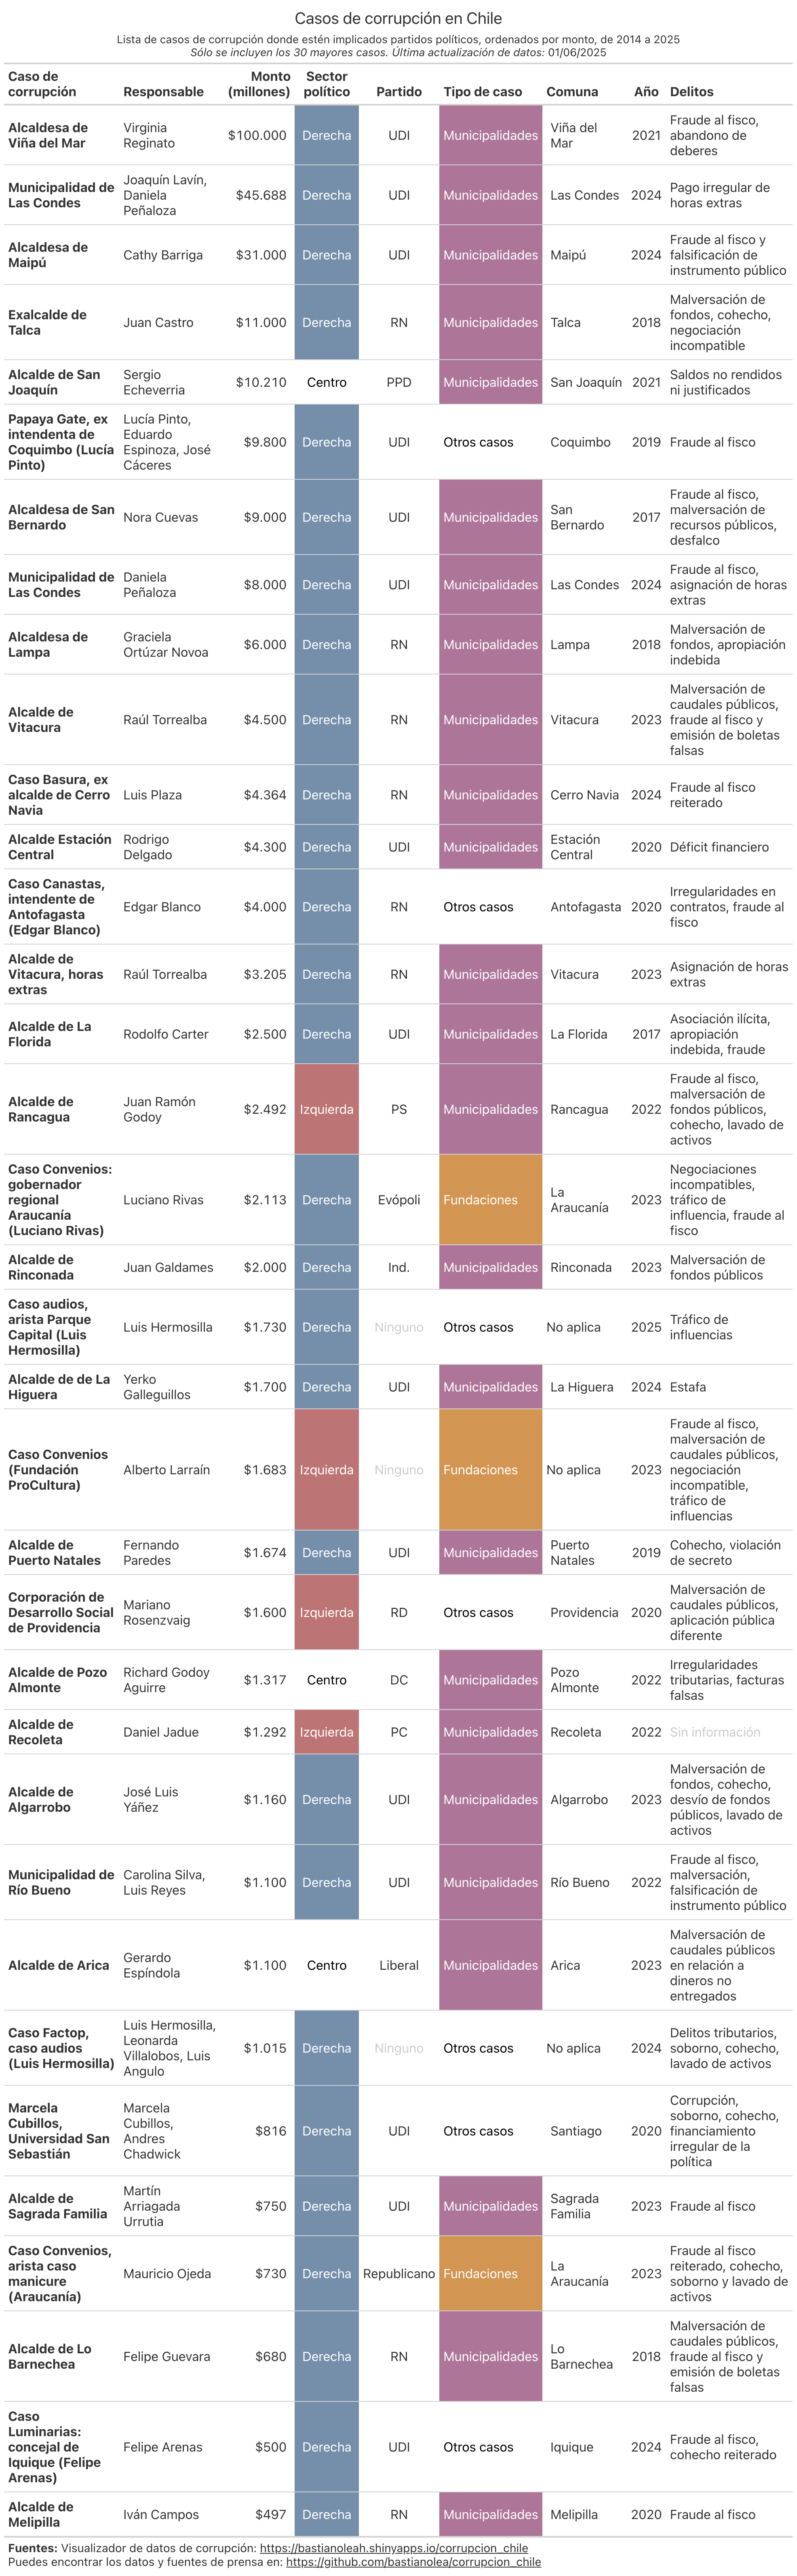 Casos de corrupción en Chile
Lista de casos de corrupción donde estén implicados partidos políticos, ordenados por monto, de 2014 a 2025
Sólo se incluyen los 30 mayores casos. Última actualización de datos: 01/06/2025
Caso de corrupción Responsable Monto (millones) Sector político Partido Tipo de caso Comuna Año Delitos
Alcaldesa de Viña del Mar Virginia Reginato $100.000 Derecha UDI Municipalidades Viña del Mar 2021 Fraude al fisco, abandono de deberes
Municipalidad de Las Condes Joaquín Lavín, Daniela Peñaloza $45.688 Derecha UDI Municipalidades Las Condes 2024 Pago irregular de horas extras
Alcaldesa de Maipú Cathy Barriga $31.000 Derecha UDI Municipalidades Maipú 2024 Fraude al fisco y falsificación de instrumento público
Exalcalde de Talca Juan Castro $11.000 Derecha RN Municipalidades Talca 2018 Malversación de fondos, cohecho, negociación incompatible
Alcalde de San Joaquín Sergio Echeverria $10.210 Centro PPD Municipalidades San Joaquín 2021 Saldos no rendidos ni justificados
Papaya Gate, ex intendenta de Coquimbo (Lucía Pinto) Lucía Pinto, Eduardo Espinoza, José Cáceres $9.800 Derecha UDI Otros casos Coquimbo 2019 Fraude al fisco
Alcaldesa de San Bernardo Nora Cuevas $9.000 Derecha UDI Municipalidades San Bernardo 2017 Fraude al fisco, malversación de recursos públicos, desfalco
Municipalidad de Las Condes Daniela Peñaloza $8.000 Derecha UDI Municipalidades Las Condes 2024 Fraude al fisco, asignación de horas extras
Alcaldesa de Lampa Graciela Ortúzar Novoa $6.000 Derecha RN Municipalidades Lampa 2018 Malversación de fondos, apropiación indebida
Alcalde de Vitacura Raúl Torrealba $4.500 Derecha RN Municipalidades Vitacura 2023 Malversación de caudales públicos, fraude al fisco y emisión de boletas falsas
Caso Basura, ex alcalde de Cerro Navia Luis Plaza $4.364 Derecha RN Municipalidades Cerro Navia 2024 Fraude al fisco reiterado
Alcalde Estación Central Rodrigo Delgado $4.300 Derecha UDI Municipalidades Estación Central 2020 Déficit financiero
Caso Canastas, intendente de Antofagasta (Edgar Blanco) Edgar Blanco $4.000 Derecha RN Otros casos Antofagasta 2020 Irregularidades en contratos, fraude al fisco
Alcalde de Vitacura, horas extras Raúl Torrealba $3.205 Derecha RN Municipalidades Vitacura 2023 Asignación de horas extras
Alcalde de La Florida Rodolfo Carter $2.500 Derecha UDI Municipalidades La Florida 2017 Asociación ilícita, apropiación indebida, fraude
Alcalde de Rancagua Juan Ramón Godoy $2.492 Izquierda PS Municipalidades Rancagua 2022 Fraude al fisco, malversación de fondos públicos, cohecho, lavado de activos
Caso Convenios: gobernador regional Araucanía (Luciano Rivas) Luciano Rivas $2.113 Derecha Evópoli Fundaciones La Araucanía 2023 Negociaciones incompatibles, tráfico de influencia, fraude al fisco
Alcalde de Rinconada Juan Galdames $2.000 Derecha Ind. Municipalidades Rinconada 2023 Malversación de fondos públicos
Caso audios, arista Parque Capital (Luis Hermosilla) Luis Hermosilla $1.730 Derecha Ninguno Otros casos No aplica 2025 Tráfico de influencias
Alcalde de de La Higuera Yerko Galleguillos $1.700 Derecha UDI Municipalidades La Higuera 2024 Estafa
Caso Convenios (Fundación ProCultura) Alberto Larraín $1.683 Izquierda Ninguno Fundaciones No aplica 2023 Fraude al fisco, malversación de caudales públicos, negociación incompatible, tráfico de influencias
Alcalde de Puerto Natales Fernando Paredes $1.674 Derecha UDI Municipalidades Puerto Natales 2019 Cohecho, violación de secreto
Corporación de Desarrollo Social de Providencia Mariano Rosenzvaig $1.600 Izquierda RD Otros casos Providencia 2020 Malversación de caudales públicos, aplicación pública diferente
Alcalde de Pozo Almonte Richard Godoy Aguirre $1.317 Centro DC Municipalidades Pozo Almonte 2022 Irregularidades tributarias, facturas falsas
Alcalde de Recoleta Daniel Jadue $1.292 Izquierda PC Municipalidades Recoleta 2022 Sin información
Alcalde de Algarrobo José Luis Yáñez $1.160 Derecha UDI Municipalidades Algarrobo 2023 Malversación de fondos, cohecho, desvío de fondos públicos, lavado de activos
Municipalidad de Río Bueno Carolina Silva, Luis Reyes $1.100 Derecha UDI Municipalidades Río Bueno 2022 Fraude al fisco, malversación, falsificación de instrumento público
Alcalde de Arica Gerardo Espíndola $1.100 Centro Liberal Municipalidades Arica 2023 Malversación de caudales públicos en relación a dineros no entregados
Caso Factop, caso audios (Luis Hermosilla) Luis Hermosilla, Leonarda Villalobos, Luis Angulo $1.015 Derecha Ninguno Otros casos No aplica 2024 Delitos tributarios, soborno, cohecho, lavado de activos
Marcela Cubillos, Universidad San Sebastián Marcela Cubillos, Andres Chadwick $816 Derecha UDI Otros casos Santiago 2020 Corrupción, soborno, cohecho, financiamiento irregular de la política
Alcalde de Sagrada Familia Martín Arriagada Urrutia $750 Derecha UDI Municipalidades Sagrada Familia 2023 Fraude al fisco
Caso Convenios, arista caso manicure (Araucanía) Mauricio Ojeda $730 Derecha Republicano Fundaciones La Araucanía 2023 Fraude al fisco reiterado, cohecho, soborno y lavado de activos
Alcalde de Lo Barnechea Felipe Guevara $680 Derecha RN Municipalidades Lo Barnechea 2018 Malversación de caudales públicos, fraude al fisco y emisión de boletas falsas
Caso Luminarias: concejal de Iquique (Felipe Arenas) Felipe Arenas $500 Derecha UDI Otros casos Iquique 2024 Fraude al fisco, cohecho reiterado
Alcalde de Melipilla Iván Campos $497 Derecha RN Municipalidades Melipilla 2020 Fraude al fisco
Fuentes: Visualizador de datos de corrupción: https://bastianoleah.shinyapps.io/corrupcion_chile
Puedes encontrar los datos y fuentes de prensa en: https://github.com/bastianolea/corrupcion_chile